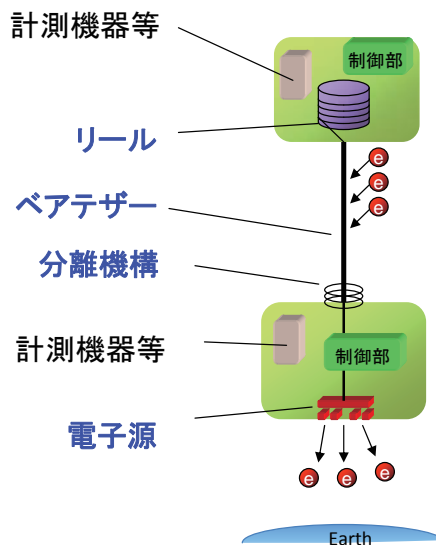 計測機器等
制御部
リール
e
e
e
ベアテザー
分離機構
計測機器等
制御部
電子源
e
e
e
Earth